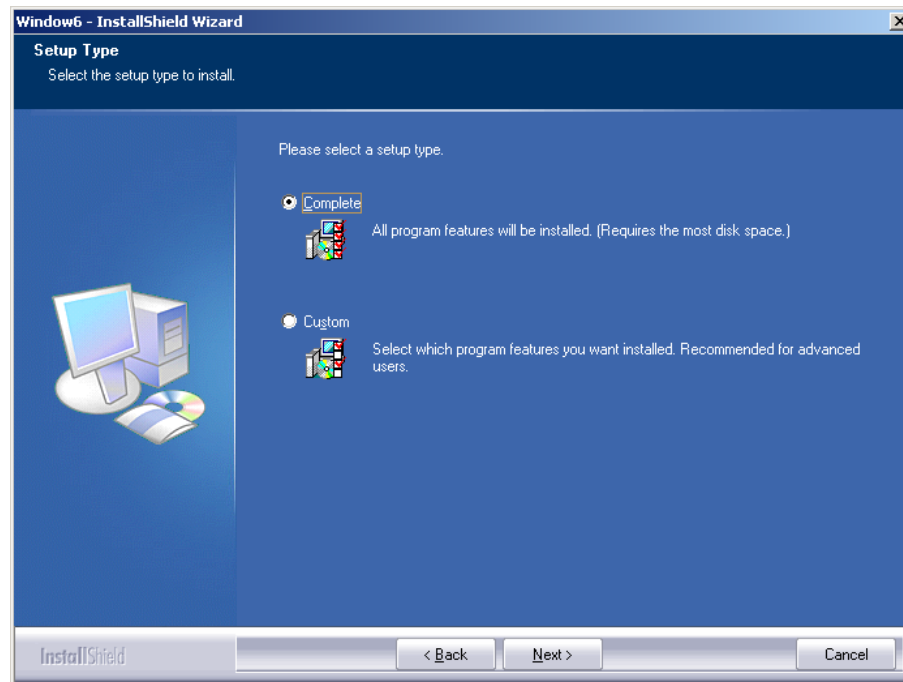 Window6 - InstallShield Wizard
Setup Type
Select the setup type to install.
Please select a setup type.
Complete
All program features will be installed. (Requires the most disk space.)
Custom
Select which program features you want installed. Recommended for advanced
users.
InstallShield
< Back
Next >
Cancel